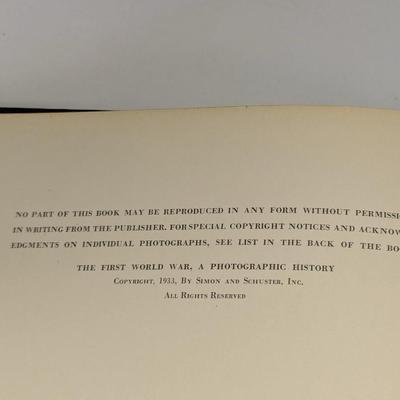 NO PART OF THIS BOOK MAY BE REPRODUCED IN ANY FORM WITHOUT PERMISSI
IN WRITING FROM THE PUBLISHER. FOR SPECIAL COPYRIGHT NOTICES AND ACKNOW
EDGMENTS ON INDIVIDUAL PHOTOGRAPHS, SEE LIST IN THE BACK OF THE BO
THE FIRST WORLD WAR, A PHOTOGRAPHIC HISTORY
COPYRIGHT, 1933, BY SIMON AND SCHUSTER, INC.
ALL RIGHTS RESERVED